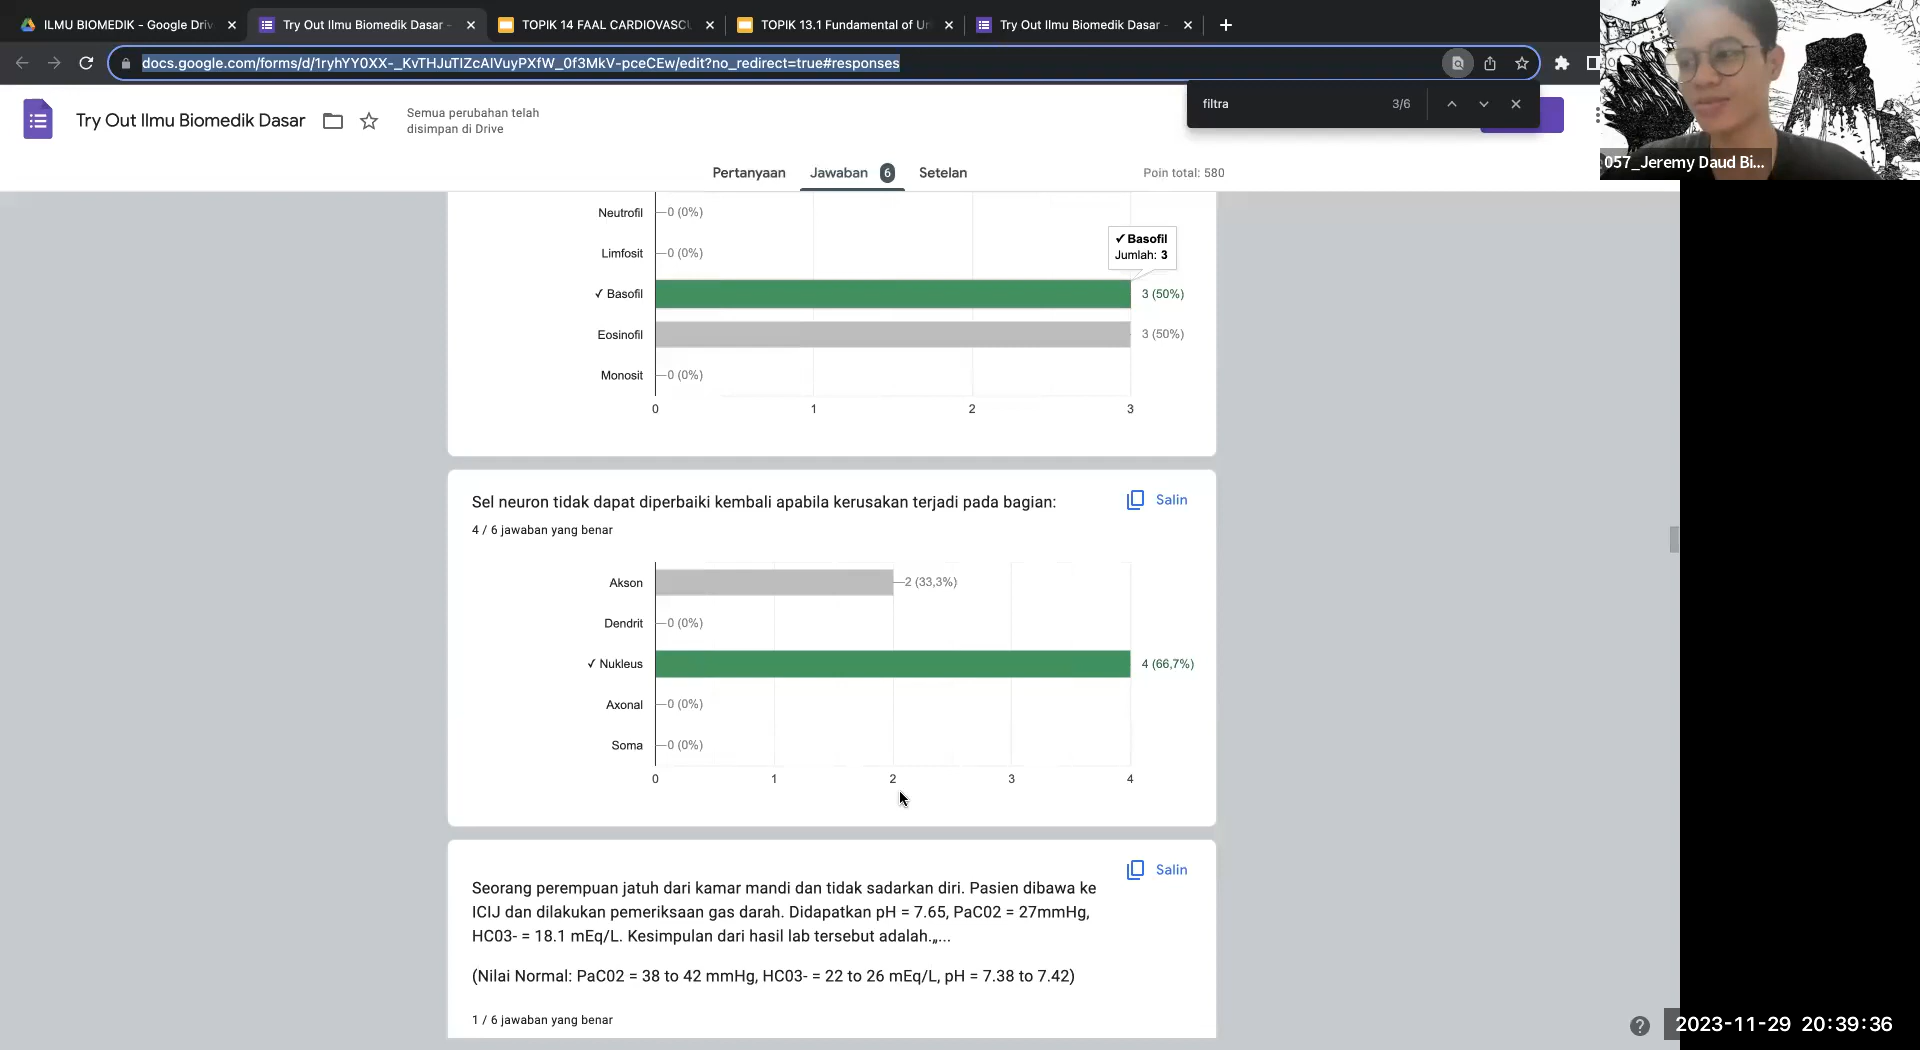 ILMU BIOMEDIK - Google Driv
Try Out Ilmu Biomedik Dasar -
TOPIK 14 FAAL CARDIOVASCU
TOPIK 13.1 Fundamental of Ur
Try Out Ilmu Biomedik Dasar -
docs.google.com/forms/d/1ryhYY0XX-_KvTHJuTIZcAIVuyPXfW_0f3MkV-pceCEw/edit?no_redirect=true#responses
filtra
3/6
Try Out Ilmu Biomedik Dasar
Semua perubahan telah
disimpan di Drive
057_Jeremy Daud Bi...
Pertanyaan
Jawaban 6
Setelan
Poin total: 580
Neutrofil
0 (0%)
✓ Basofil
Jumlah: 3
Limfosit
0 (0%)
✓ Basofil
3 (50%)
Eosinofil
3 (50%)
Monosit
0 (0%)
0 1 2 3
Sel neuron tidak dapat diperbaiki kembali apabila kerusakan terjadi pada bagian:
Salin
4 / 6 jawaban yang benar
Akson
2 (33,3%)
Dendrit
0 (0%)
✓ Nukleus
4 (66,7%)
Axonal
0 (0%)
Soma
0 (0%)
0 1 2 3 4
Salin
Seorang perempuan jatuh dari kamar mandi dan tidak sadarkan diri. Pasien dibawa ke
ICIJ dan dilakukan pemeriksaan gas darah. Didapatkan pH = 7.65, PaC02 = 27mmHg,
HC03- = 18.1 mEq/L. Kesimpulan dari hasil lab tersebut adalah.„...
(Nilai Normal: PaC02 = 38 to 42 mmHg, HC03- = 22 to 26 mEq/L, pH = 7.38 to 7.42)
1 / 6 jawaban yang benar
2023-11-29 20:39:36